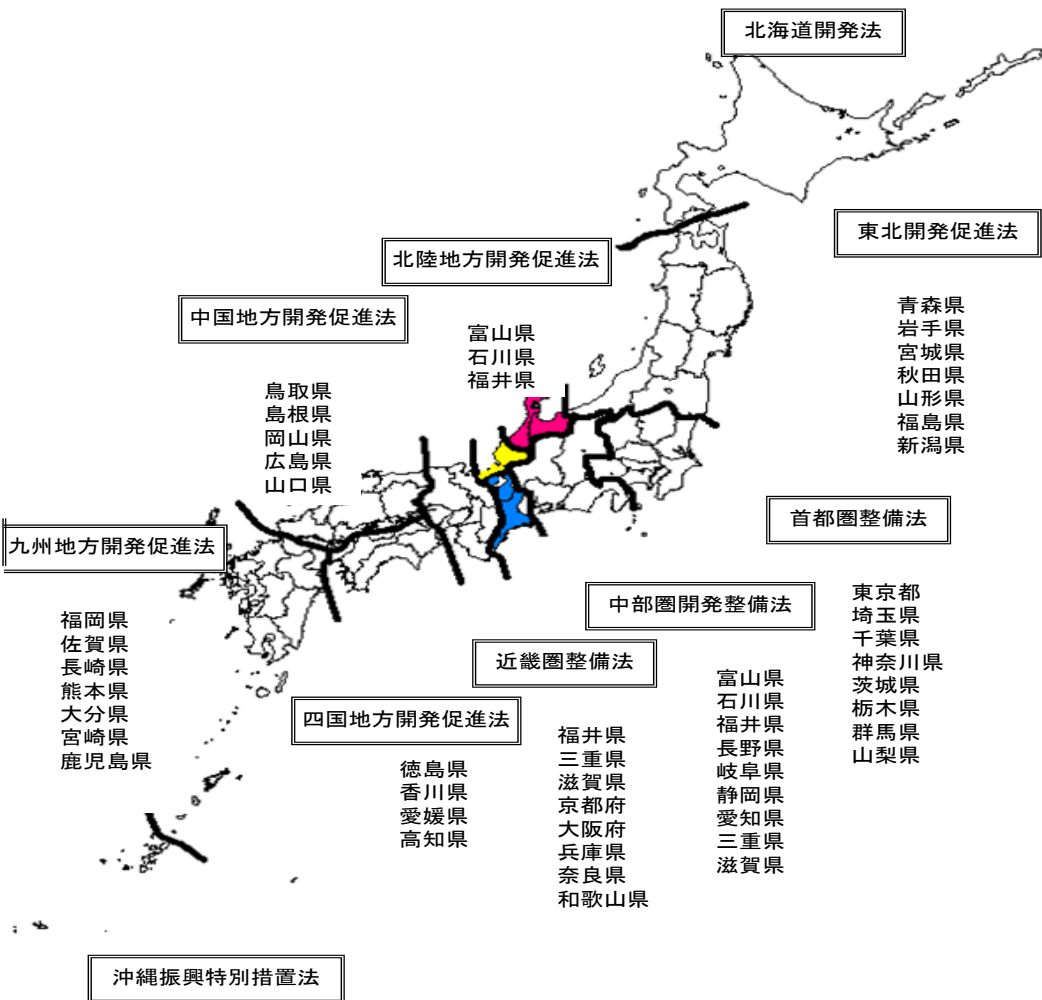 北海道開発法
東北開発促進法
青森県
岩手県
宮城県
秋田県
山形県
福島県
新潟県
北陸地方開発促進法
富山県
石川県
福井県
中国地方開発促進法
鳥取県
島根県
岡山県
広島県
山口県
首都圏整備法
東京都
埼玉県
千葉県
神奈川県
茨城県
栃木県
群馬県
山梨県
九州地方開発促進法
福岡県
佐賀県
長崎県
熊本県
大分県
宮崎県
鹿児島県
中部圏開発整備法
富山県
石川県
福井県
長野県
岐阜県
静岡県
愛知県
三重県
滋賀県
近畿圏整備法
福井県
三重県
滋賀県
京都府
大阪府
兵庫県
奈良県
和歌山県
四国地方開発促進法
徳島県
香川県
愛媛県
高知県
沖縄振興特別措置法